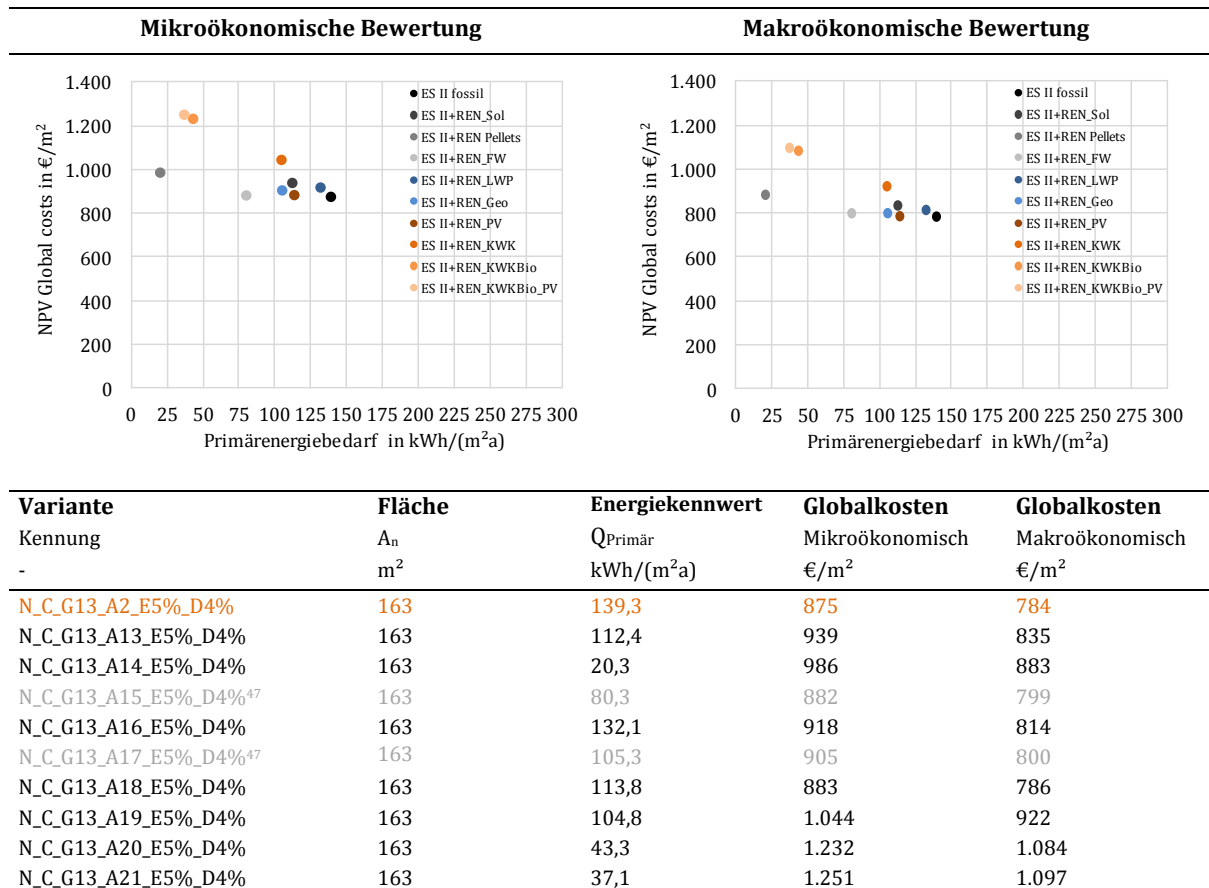 Mikroökonomische Bewertung
Makroökonomische Bewertung
1.400
1.200
1.000
800
600
400
200
0
NPV Global costs in €/m²
0 25 50 75 100 125 150 175 200 225 250 275 300
Primärenergiebedarf in kWh/(m²a)
ES II fossil
ES II+REN_Sol
ES II+REN Pellets
ES II+REN_FW
ES II+REN_LWP
ES II+REN_Geo
ES II+REN_PV
ES II+REN_KWK
ES II+REN_KWKBio
ES II+REN_KWKBio_PV
1.400
1.200
1.000
800
600
400
200
0
NPV Global costs in €/m²
0 25 50 75 100 125 150 175 200 225 250 275 300
Primärenergiebedarf in kWh/(m²a)
ES II fossil
ES II+REN_Sol
ES II+REN Pellets
ES II+REN_FW
ES II+REN_LWP
ES II+REN_Geo
ES II+REN_PV
ES II+REN_KWK
ES II+REN_KWKBio
ES II+REN_KWKBio_PV
Variante Fläche Energiekennwert Globalkosten Globalkosten
Kennung An QPrimär Mikroökonomisch Makroökonomisch
- m² kWh/(m²a) €/m² €/m²
N_C_G13_A2_E5%_D4% 163 139,3 875 784
N_C_G13_A13_E5%_D4% 163 112,4 939 835
N_C_G13_A14_E5%_D4% 163 20,3 986 883
N_C_G13_A15_E5%_D4%⁴⁷ 163 80,3 882 799
N_C_G13_A16_E5%_D4% 163 132,1 918 814
N_C_G13_A17_E5%_D4%⁴⁷ 163 105,3 905 800
N_C_G13_A18_E5%_D4% 163 113,8 883 786
N_C_G13_A19_E5%_D4% 163 104,8 1.044 922
N_C_G13_A20_E5%_D4% 163 43,3 1.232 1.084
N_C_G13_A21_E5%_D4% 163 37,1 1.251 1.097